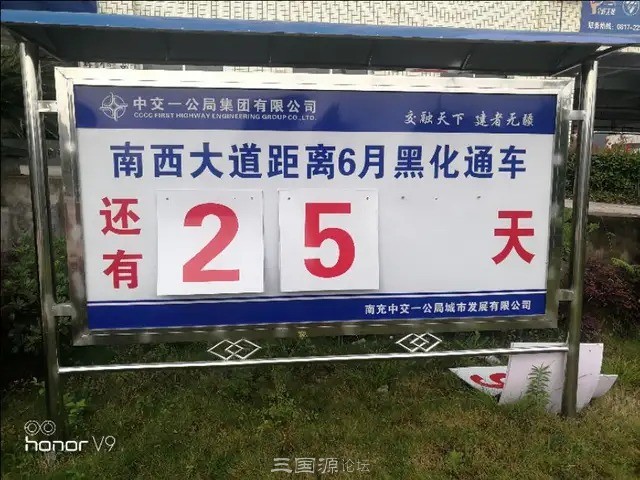 中交一公局集团有限公司
CCCC FIRST HIGHWAY ENGINEERING GROUP CO.,LTD.
交融天下 建者无疆
南西大道距离6月黑化通车
还有 25 天
南充中交一公局城市发展有限公司
honor V9
三国源论坛